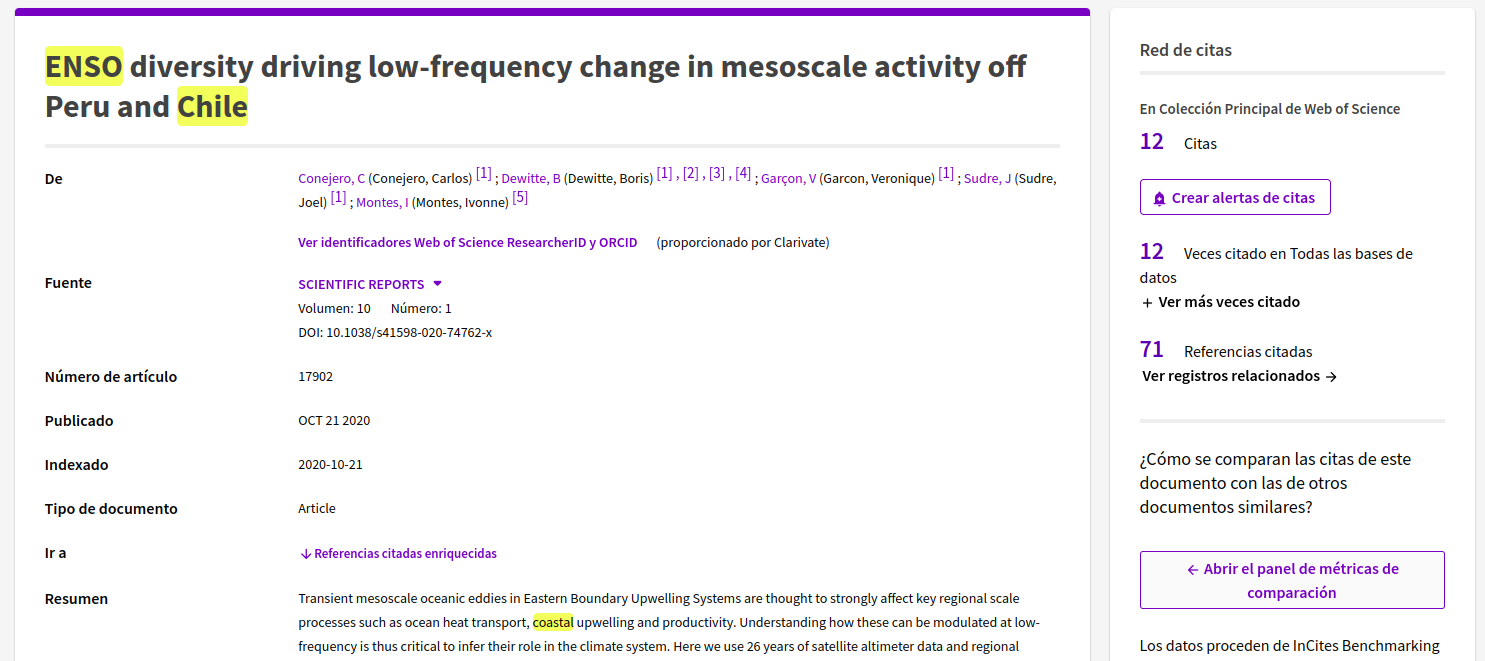 ENSO diversity driving low-frequency change in mesoscale activity off
Peru and Chile
De
Conejero, C (Conejero, Carlos) [1] ; Dewitte, B (Dewitte, Boris) [1] , [2] , [3] , [4] ; Garçon, V (Garcon, Veronique) [1] ; Sudre, J (Sudre,
Joel) [1] ; Montes, I (Montes, Ivonne) [5]
Ver identificadores Web of Science ResearcherID y ORCID (proporcionado por Clarivate)
Fuente
SCIENTIFIC REPORTS
Volumen: 10 Número: 1
DOI: 10.1038/s41598-020-74762-x
Número de artículo
17902
Publicado
OCT 21 2020
Indexado
2020-10-21
Tipo de documento
Article
Ir a
Referencias citadas enriquecidas
Resumen
Transient mesoscale oceanic eddies in Eastern Boundary Upwelling Systems are thought to strongly affect key regional scale
processes such as ocean heat transport, coastal upwelling and productivity. Understanding how these can be modulated at low-
frequency is thus critical to infer their role in the climate system. Here we use 26 years of satellite altimeter data and regional
Red de citas
En Colección Principal de Web of Science
12 Citas
Crear alertas de citas
12 Veces citado en Todas las bases de
datos
+ Ver más veces citado
71 Referencias citadas
Ver registros relacionados →
¿Cómo se comparan las citas de este
documento con las de otros
documentos similares?
← Abrir el panel de métricas de
comparación
Los datos proceden de InCites Benchmarking